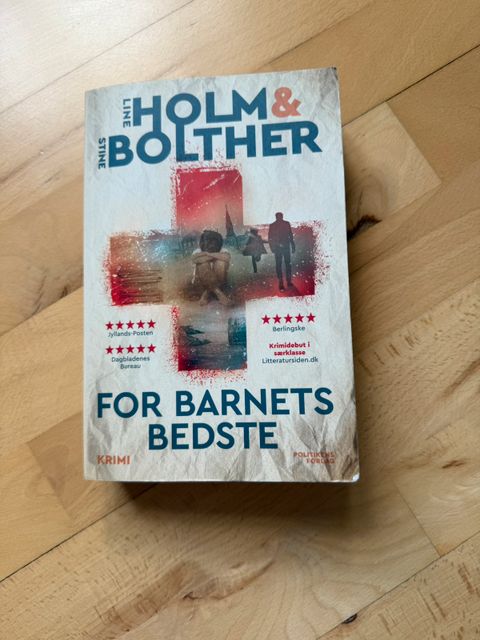 LINE HOLM &
STINE BOLTHER
★★★★★
Jyllands-Posten
★★★★★
Dagbladenes
Bureau
★★★★★
Berlingske
Krimidebut i
særklasse
Litteratursiden.dk
FOR BARNETS
BEDSTE
KRIMI
POLITIKENS
FORLAG